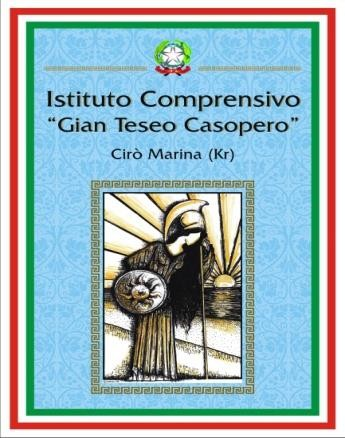 Istituto Comprensivo
“Gian Teseo Casopero”
Cirò Marina (Kr)